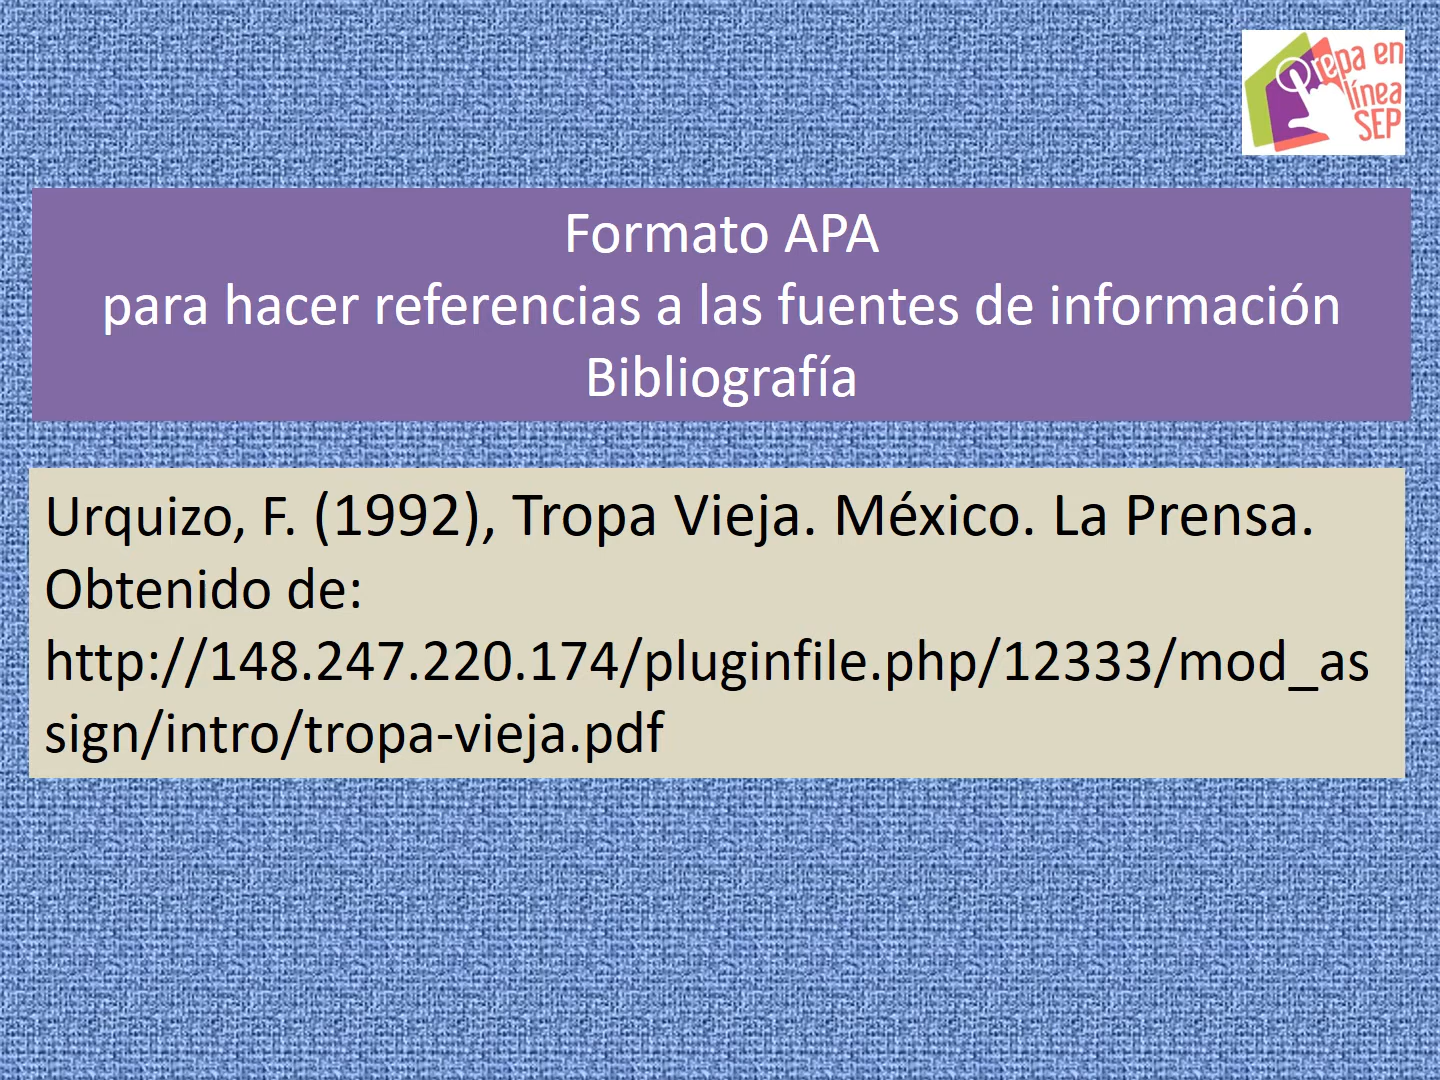 Prepa en
línea
SEP
Formato APA
para hacer referencias a las fuentes de información
Bibliografía
Urquizo, F. (1992), Tropa Vieja. México. La Prensa.
Obtenido de:
http://148.247.220.174/pluginfile.php/12333/mod_as
sign/intro/tropa-vieja.pdf